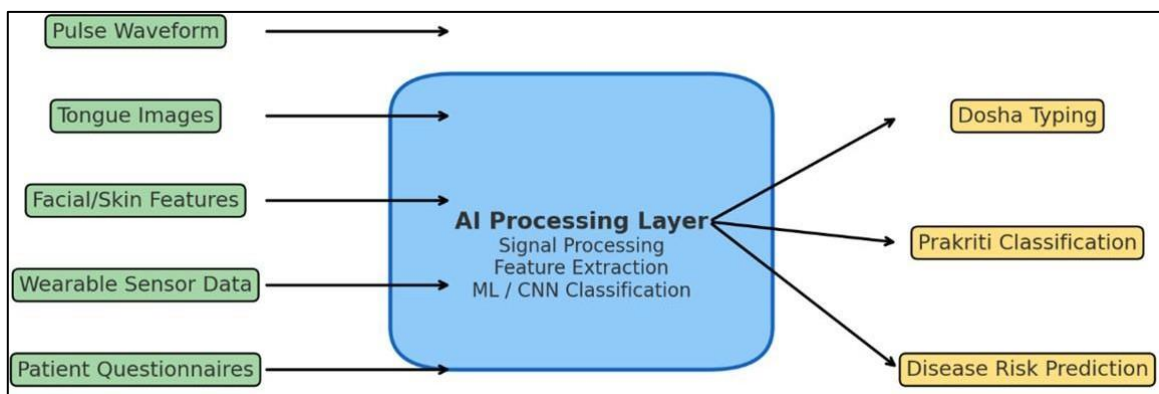 Pulse Waveform
Tongue Images
Facial/Skin Features
Wearable Sensor Data
Patient Questionnaires
AI Processing Layer
Signal Processing
Feature Extraction
ML / CNN Classification
Dosha Typing
Prakriti Classification
Disease Risk Prediction